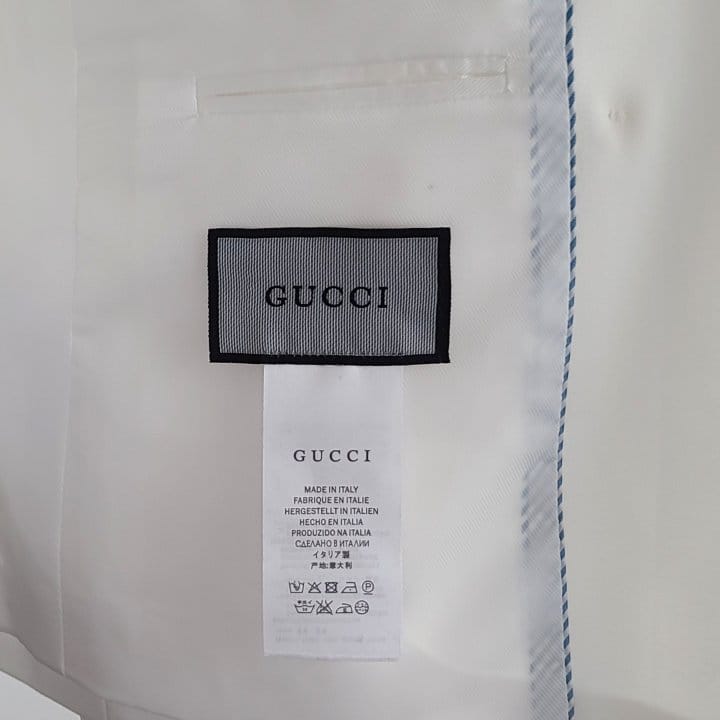 GUCCI
GUCCI
MADE IN ITALY
FABRIQUE EN ITALIE
HERGESTELLT IN ITALIEN
HECHO EN ITALIA
PRODUZIDO NA ITALIA
СДЕЛАНО В ИТАЛИИ
イタリア製
产地:意大利
P